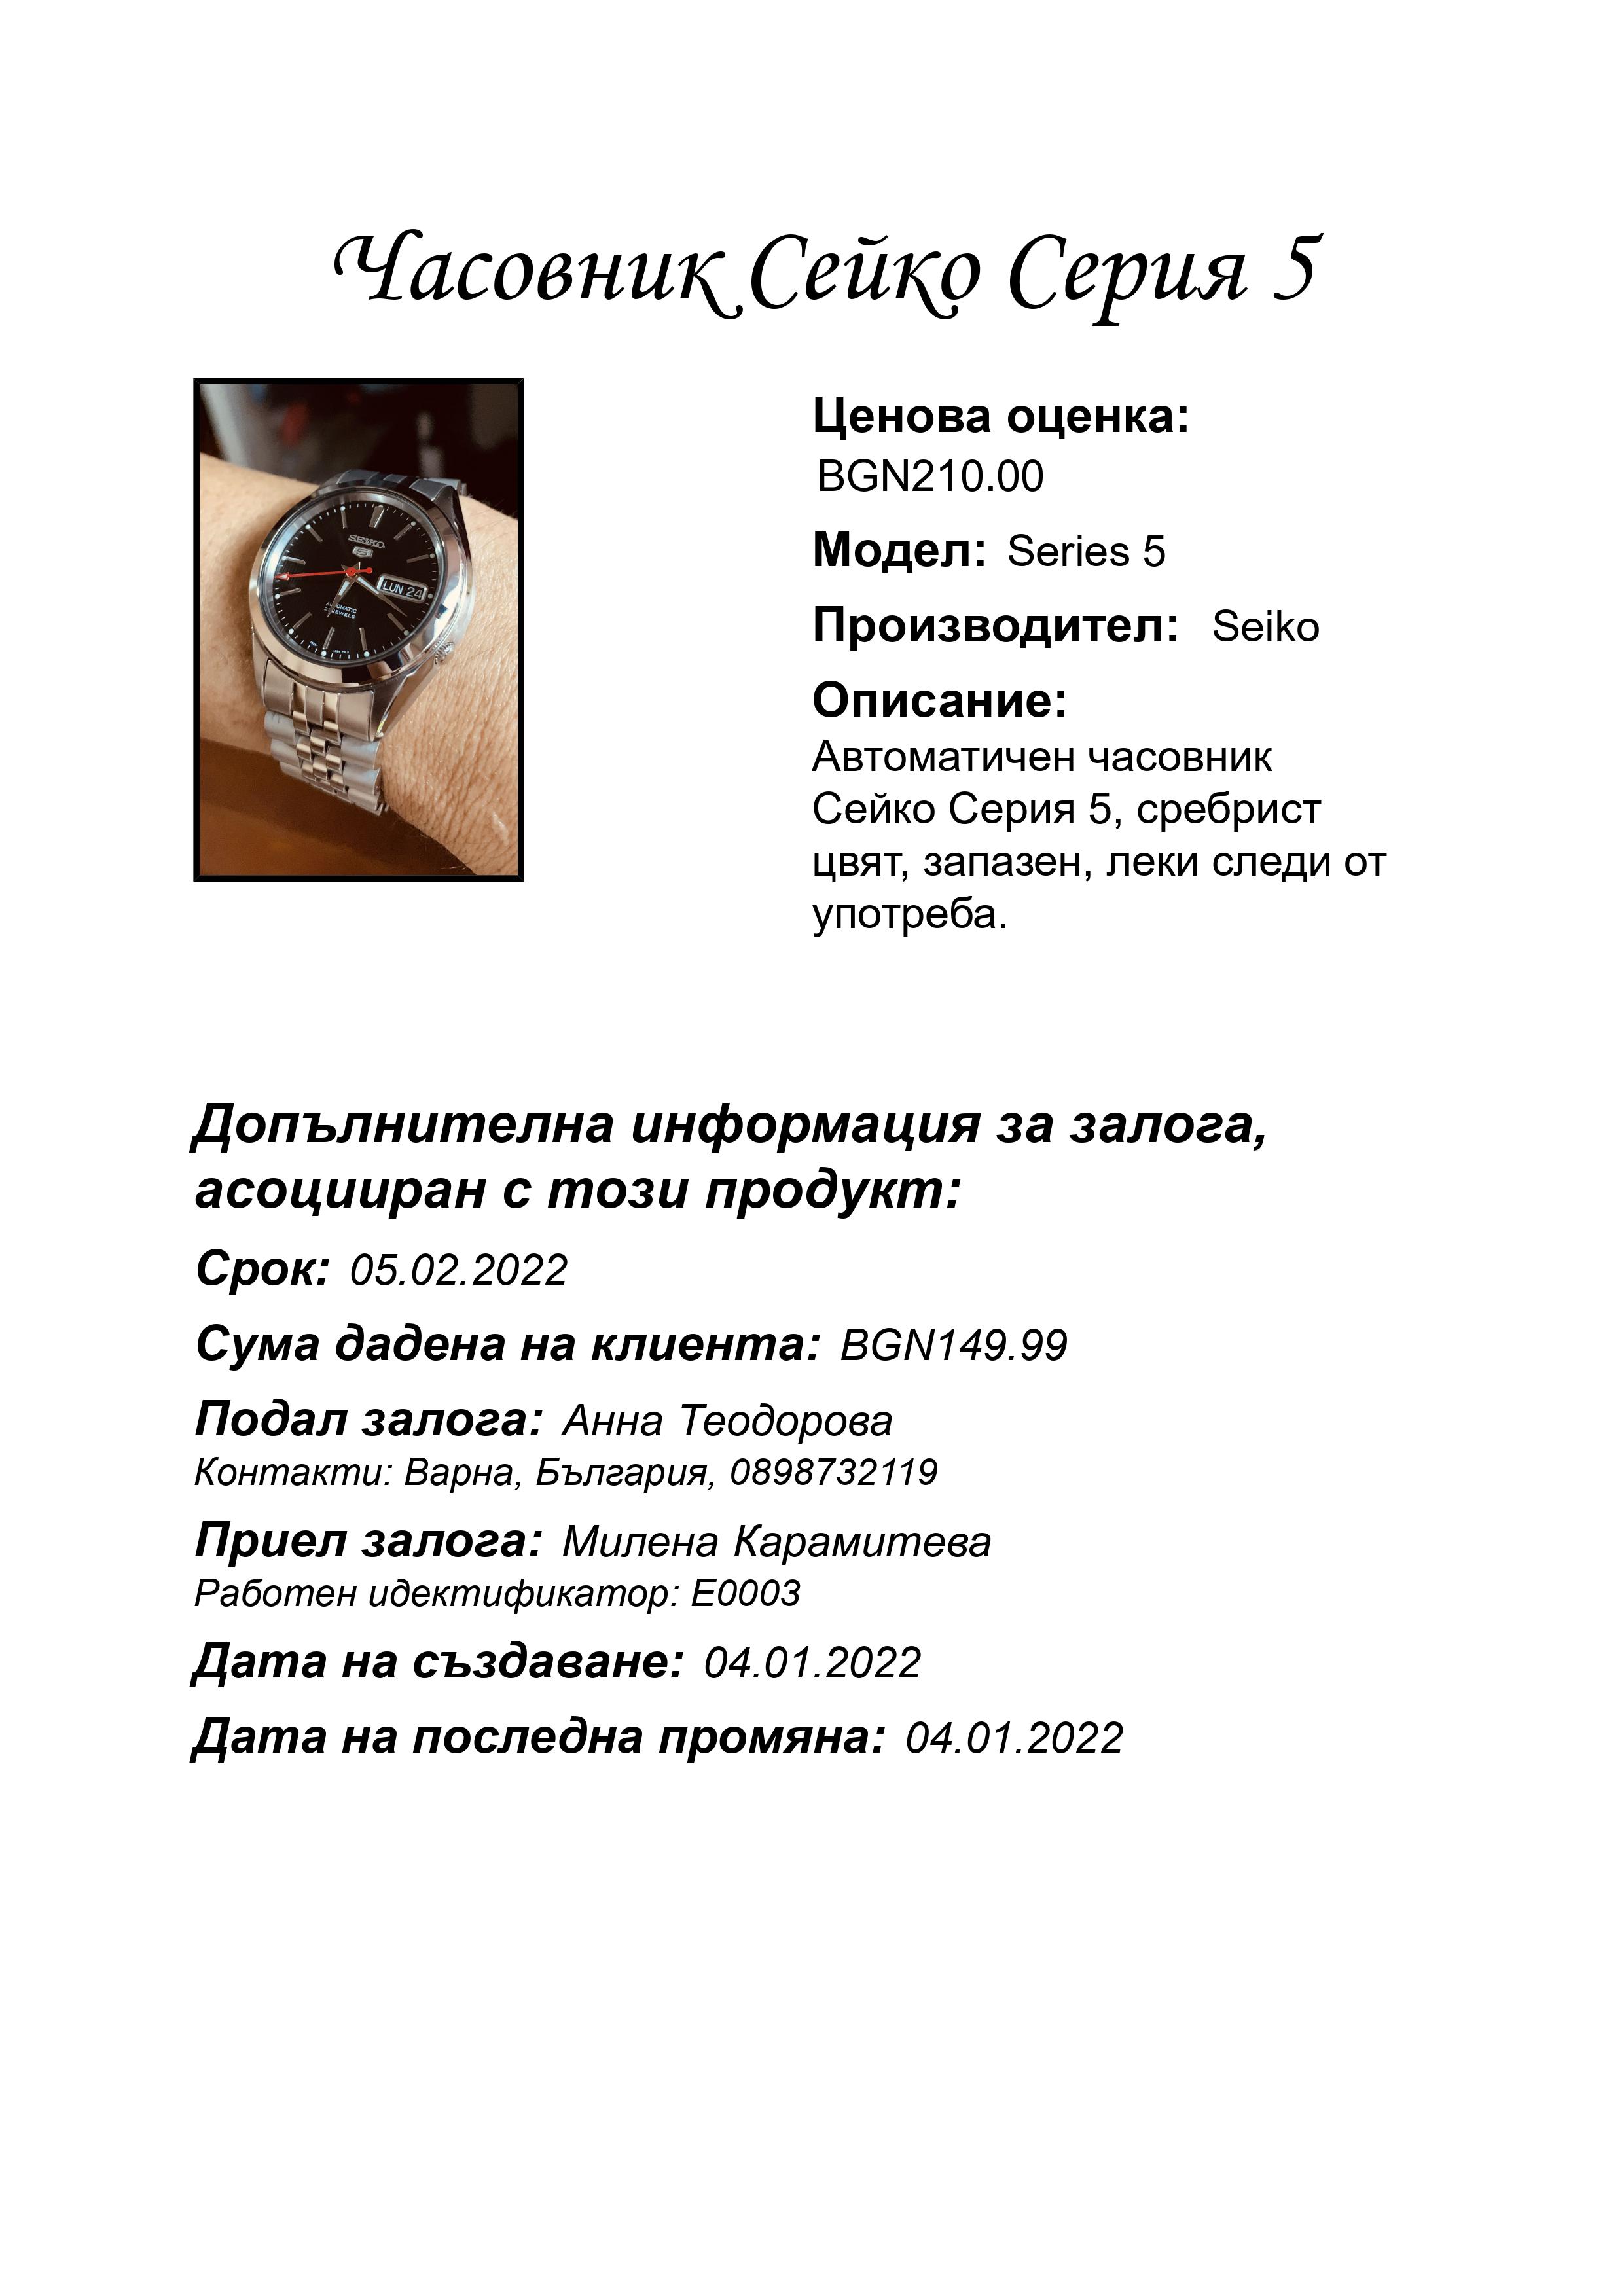 Часовник Сейко Серия 5
SEIKO
5
LUN 24
AUTOMATIC
JEWELS
Ценова оценка:
BGN210.00
Модел: Series 5
Производител: Seiko
Описание:
Автоматичен часовник
Сейко Серия 5, сребрист
цвят, запазен, леки следи от
употреба.
Допълнителна информация за залога,
асоцииран с този продукт:
Срок: 05.02.2022
Сума дадена на клиента: BGN149.99
Подал залога: Анна Теодорова
Контакти: Варна, България, 0898732119
Приел залога: Милена Карамитева
Работен идектификатор: E0003
Дата на създаване: 04.01.2022
Дата на последна промяна: 04.01.2022